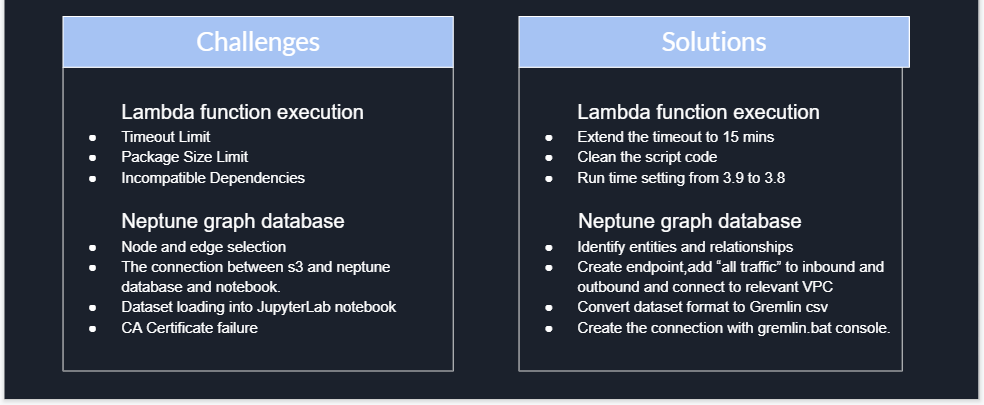 Challenges
Lambda function execution
● Timeout Limit
● Package Size Limit
● Incompatible Dependencies
Neptune graph database
● Node and edge selection
● The connection between s3 and neptune
database and notebook.
● Dataset loading into JupyterLab notebook
● CA Certificate failure
Solutions
Lambda function execution
● Extend the timeout to 15 mins
● Clean the script code
● Run time setting from 3.9 to 3.8
Neptune graph database
● Identify entities and relationships
● Create endpoint,add “all traffic” to inbound and
outbound and connect to relevant VPC
● Convert dataset format to Gremlin csv
● Create the connection with gremlin.bat console.